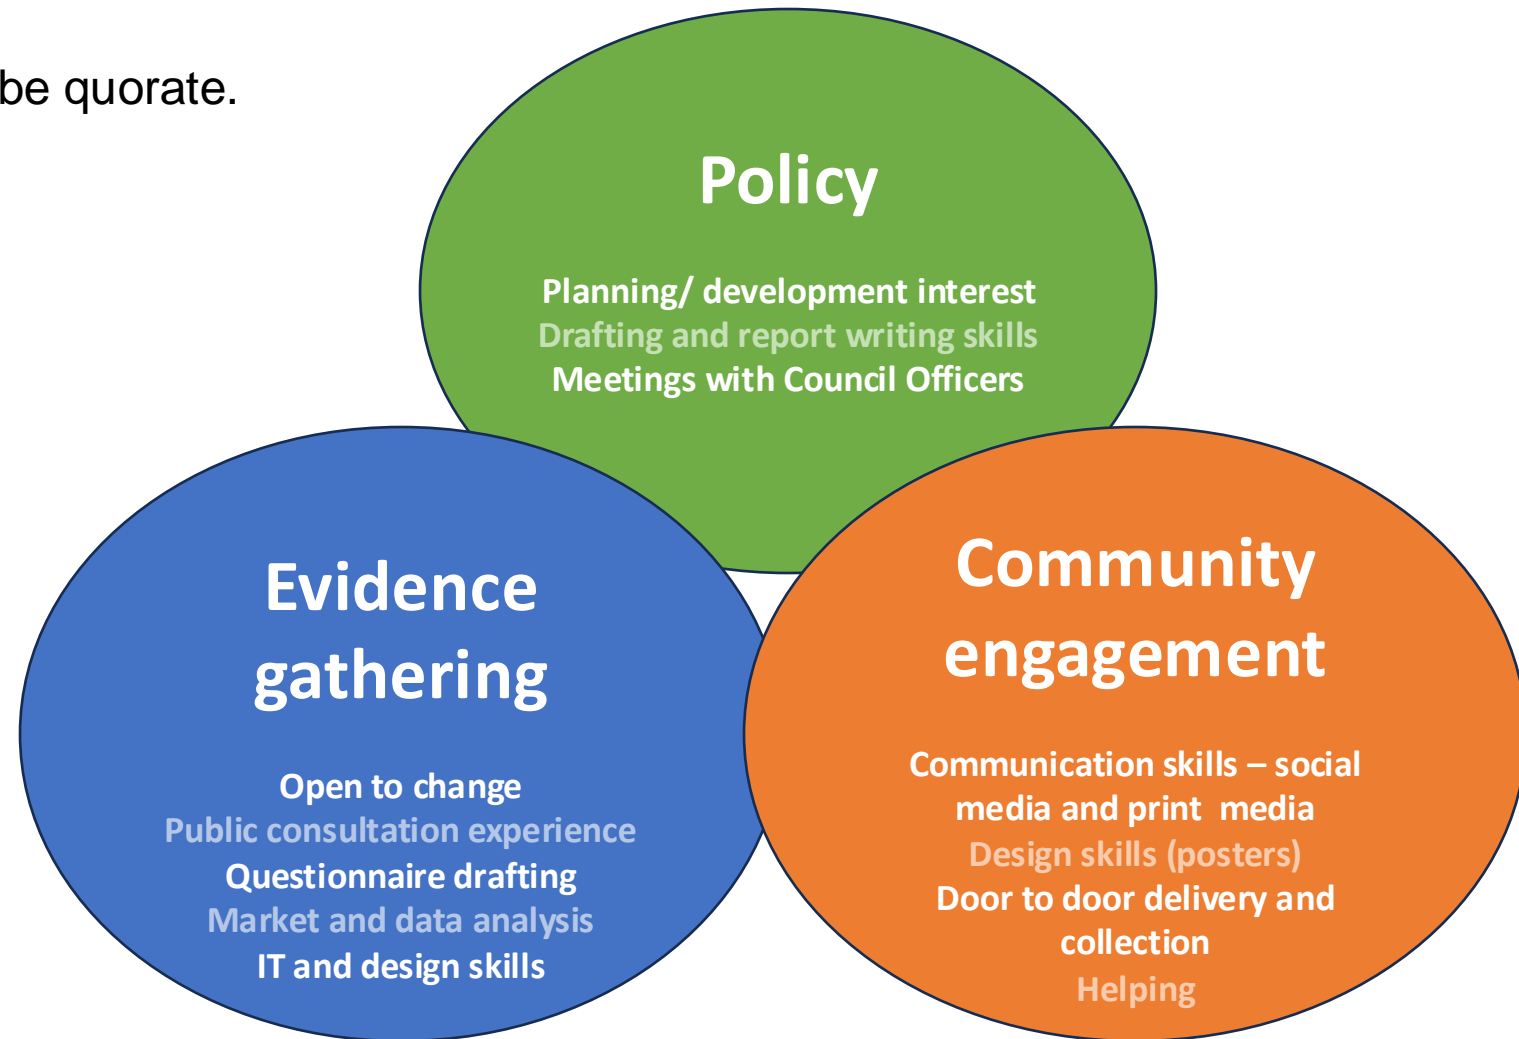 be quorate.
Policy
Planning/ development interest
Drafting and report writing skills
Meetings with Council Officers
Evidence
gathering
Open to change
Public consultation experience
Questionnaire drafting
Market and data analysis
IT and design skills
Community
engagement
Communication skills – social
media and print  media
Design skills (posters)
Door to door delivery and
collection
Helping